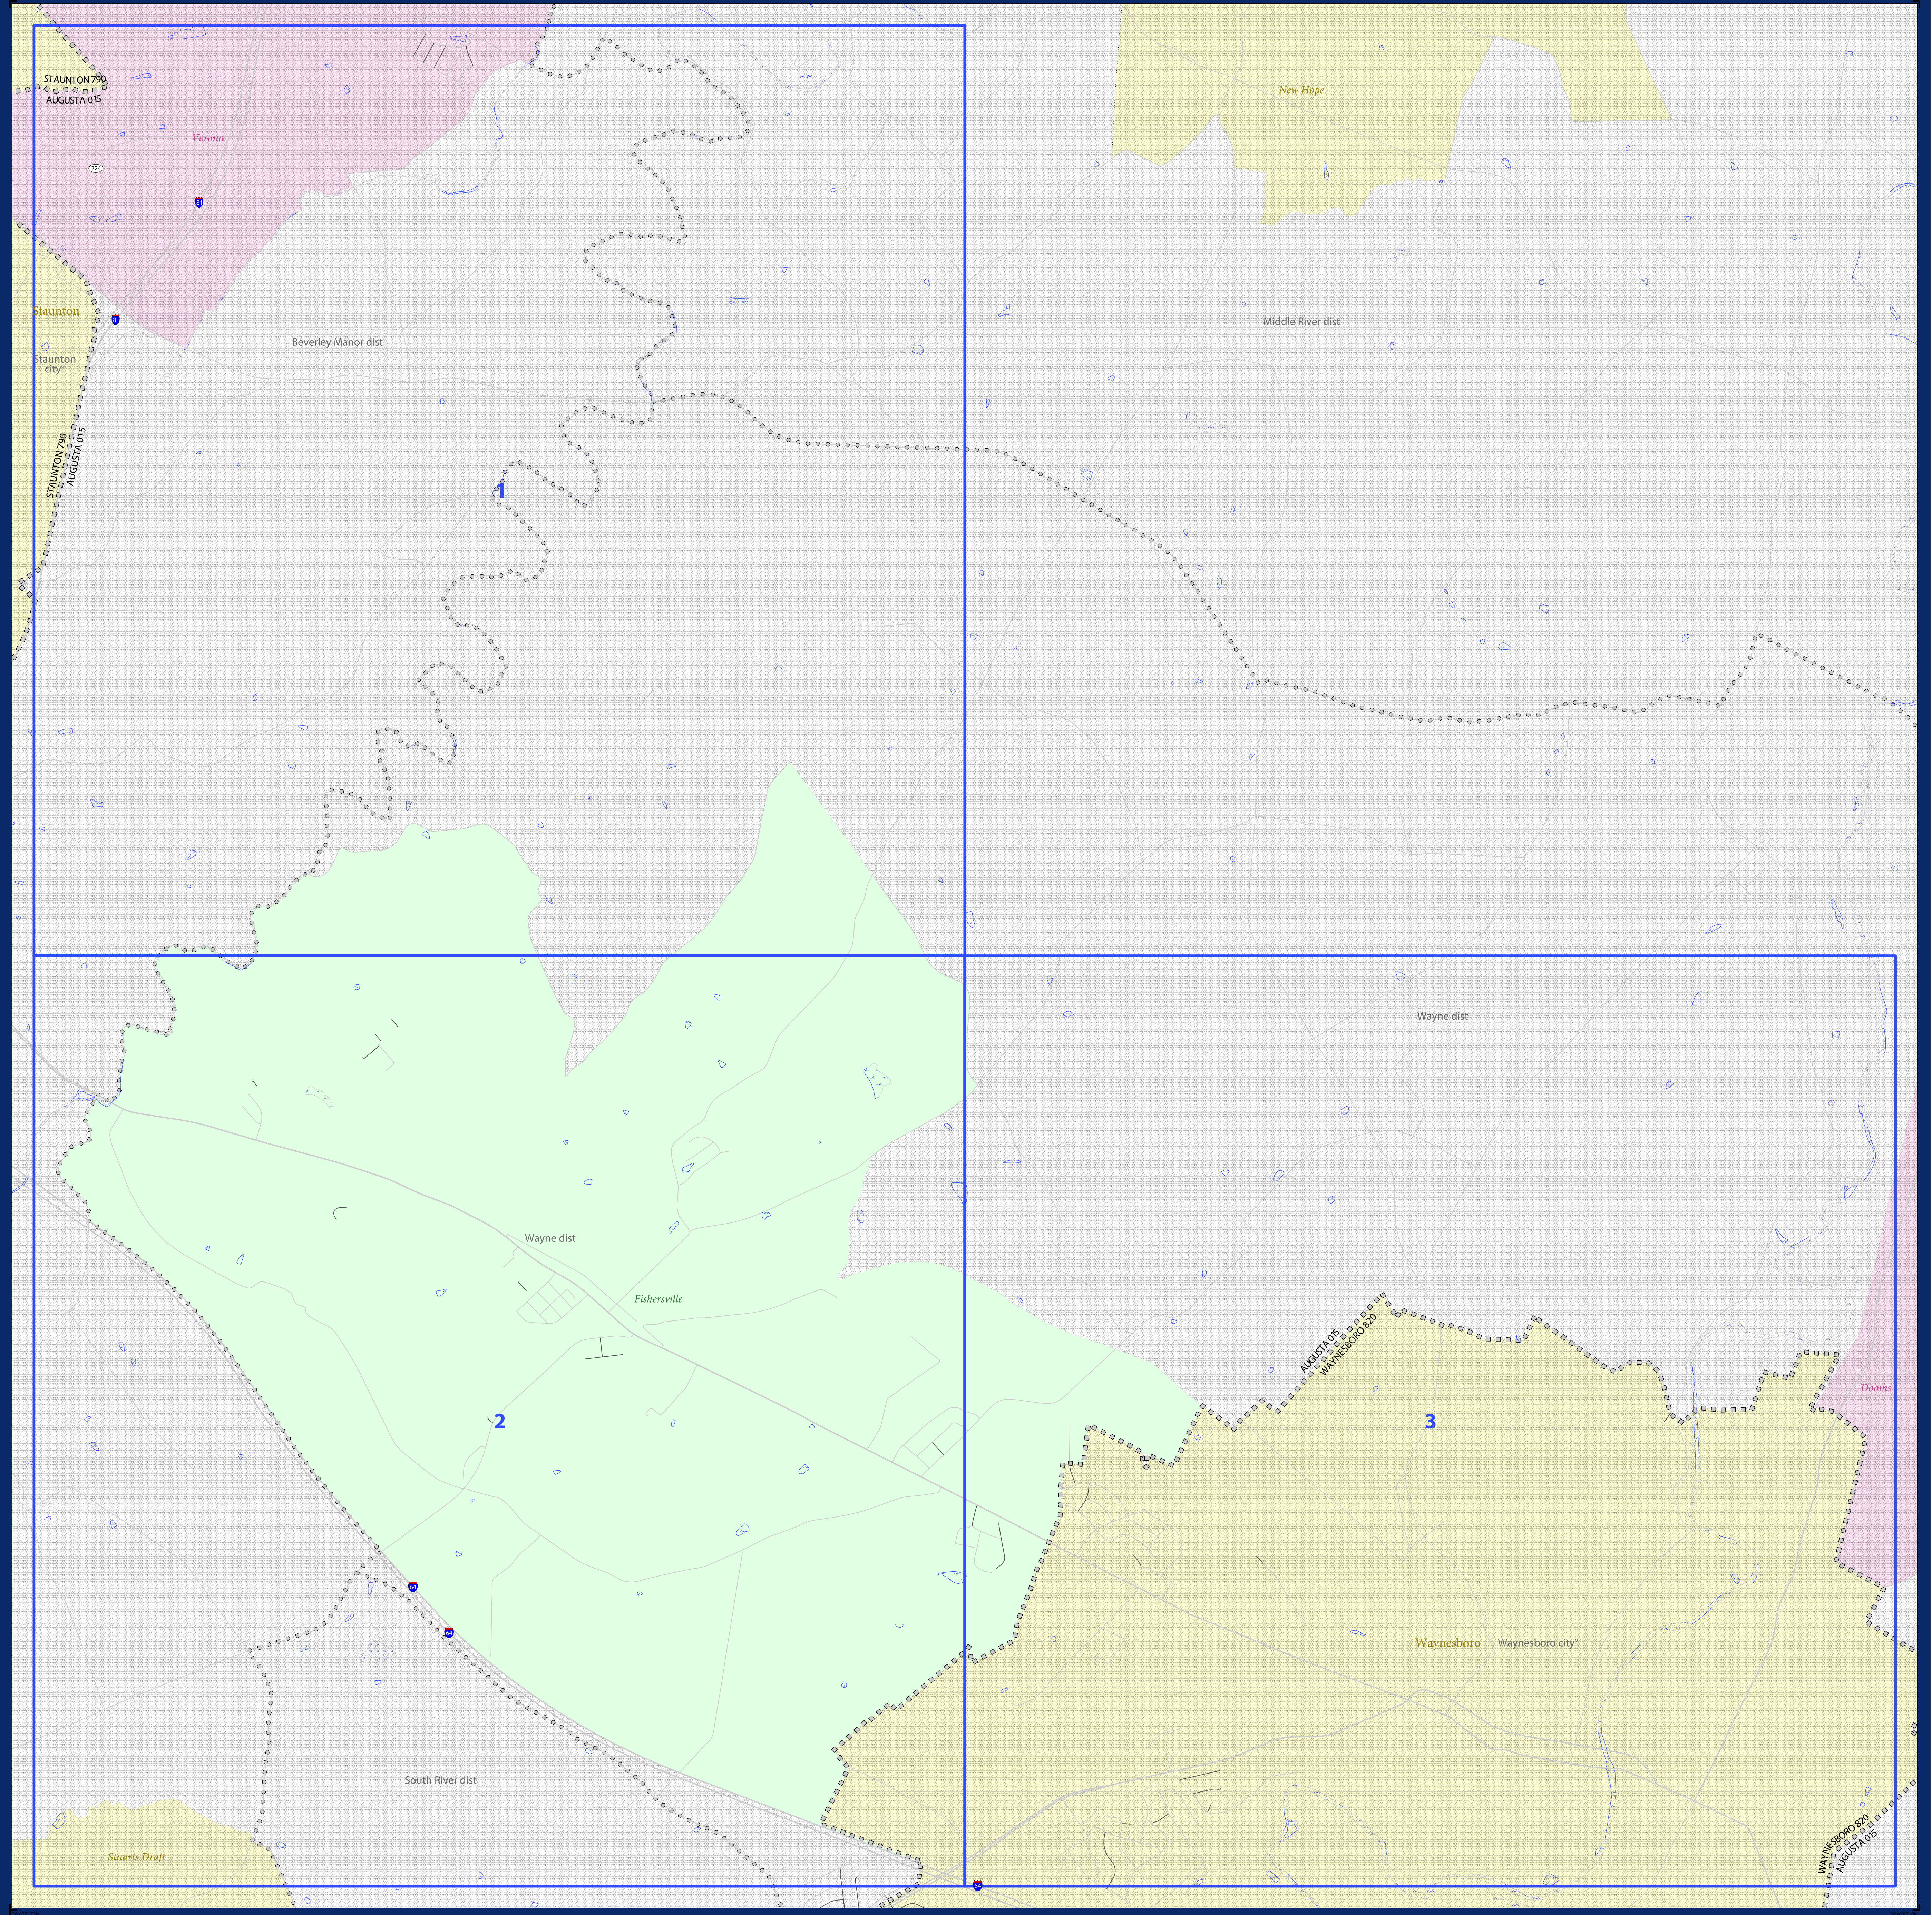 STAUNTON 790
AUGUSTA 015
New Hope
Verona
224
81
Staunton
81
Staunton
city°
Beverley Manor dist
Middle River dist
STAUNTON 790
AUGUSTA 015
1
Wayne dist
Wayne dist
Fishersville
AUGUSTA 015
WAYNESBORO 820
Dooms
2
3
64
64
Waynesboro
Waynesboro city°
South River dist
Stuarts Draft
WAYNESBORO 820
AUGUSTA 015
64